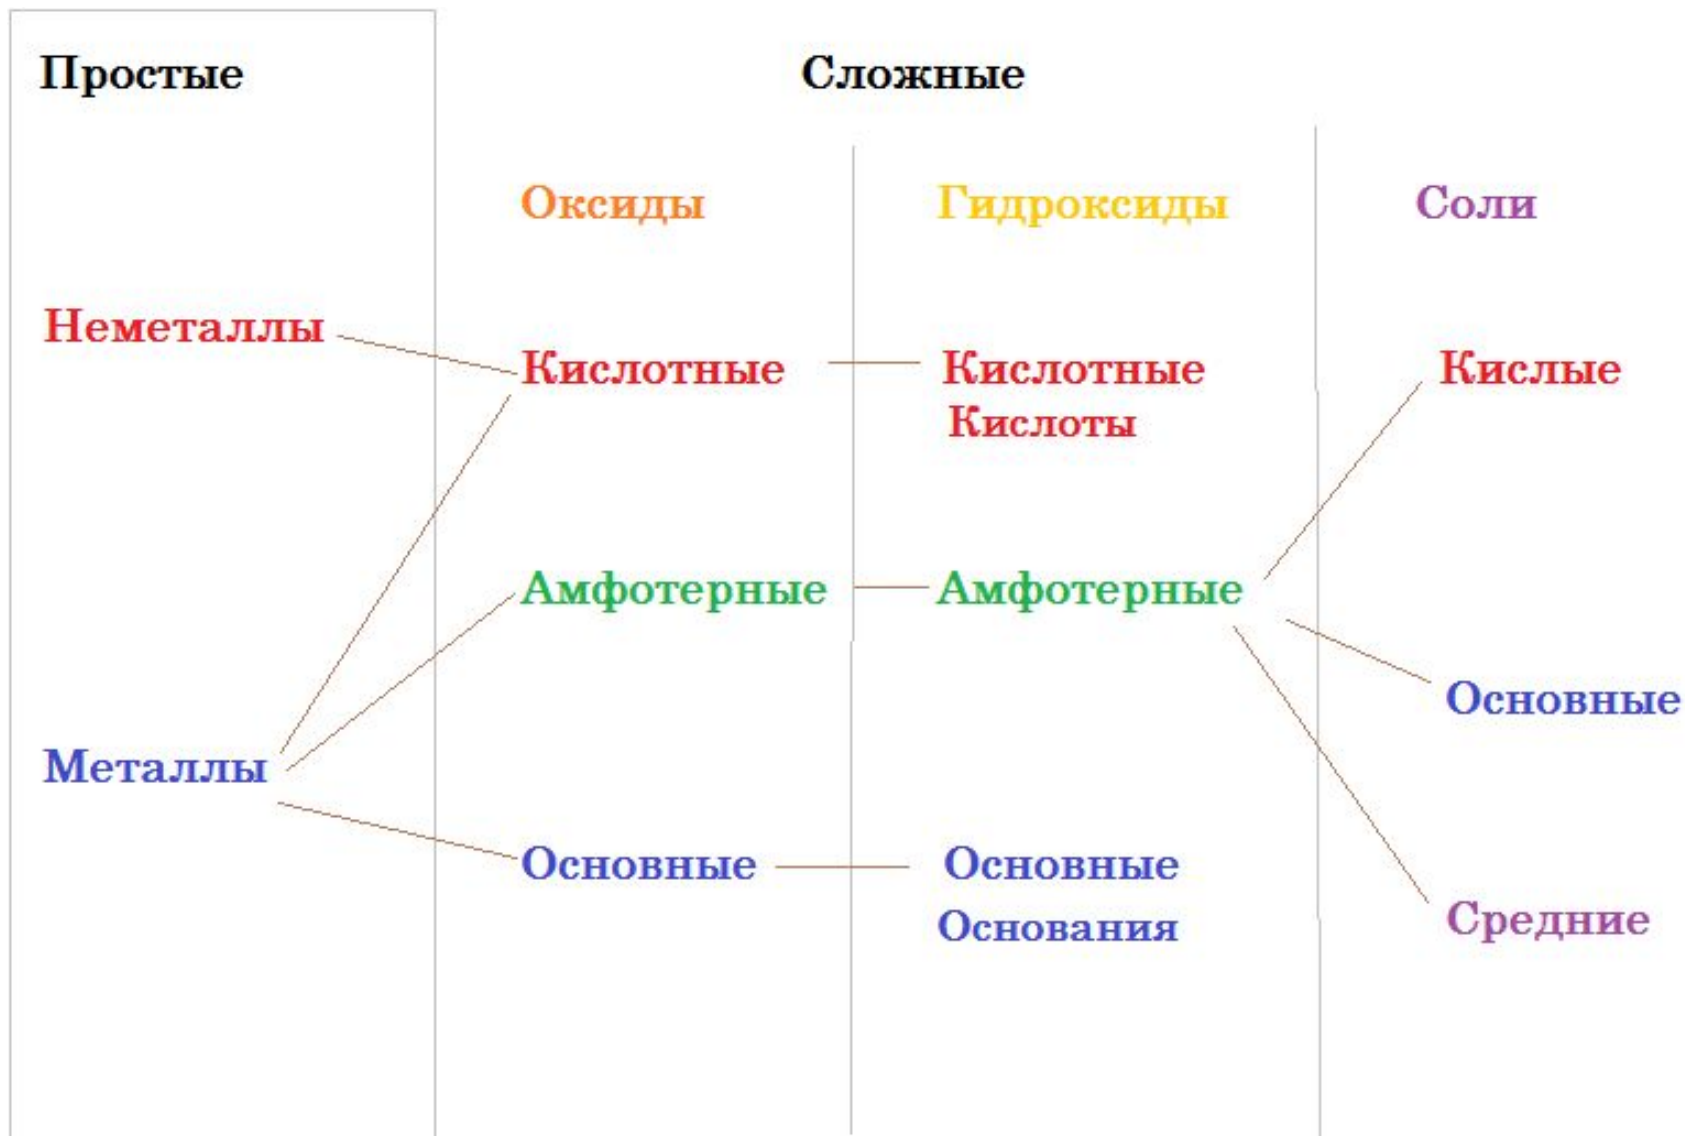 Простые
Сложные
Оксиды
Гидроксиды
Соли
Неметаллы
Кислотные
Кислотные
Кислоты
Кислые
Амфотерные
Амфотерные
Основные
Металлы
Основные
Основные
Основания
Средние